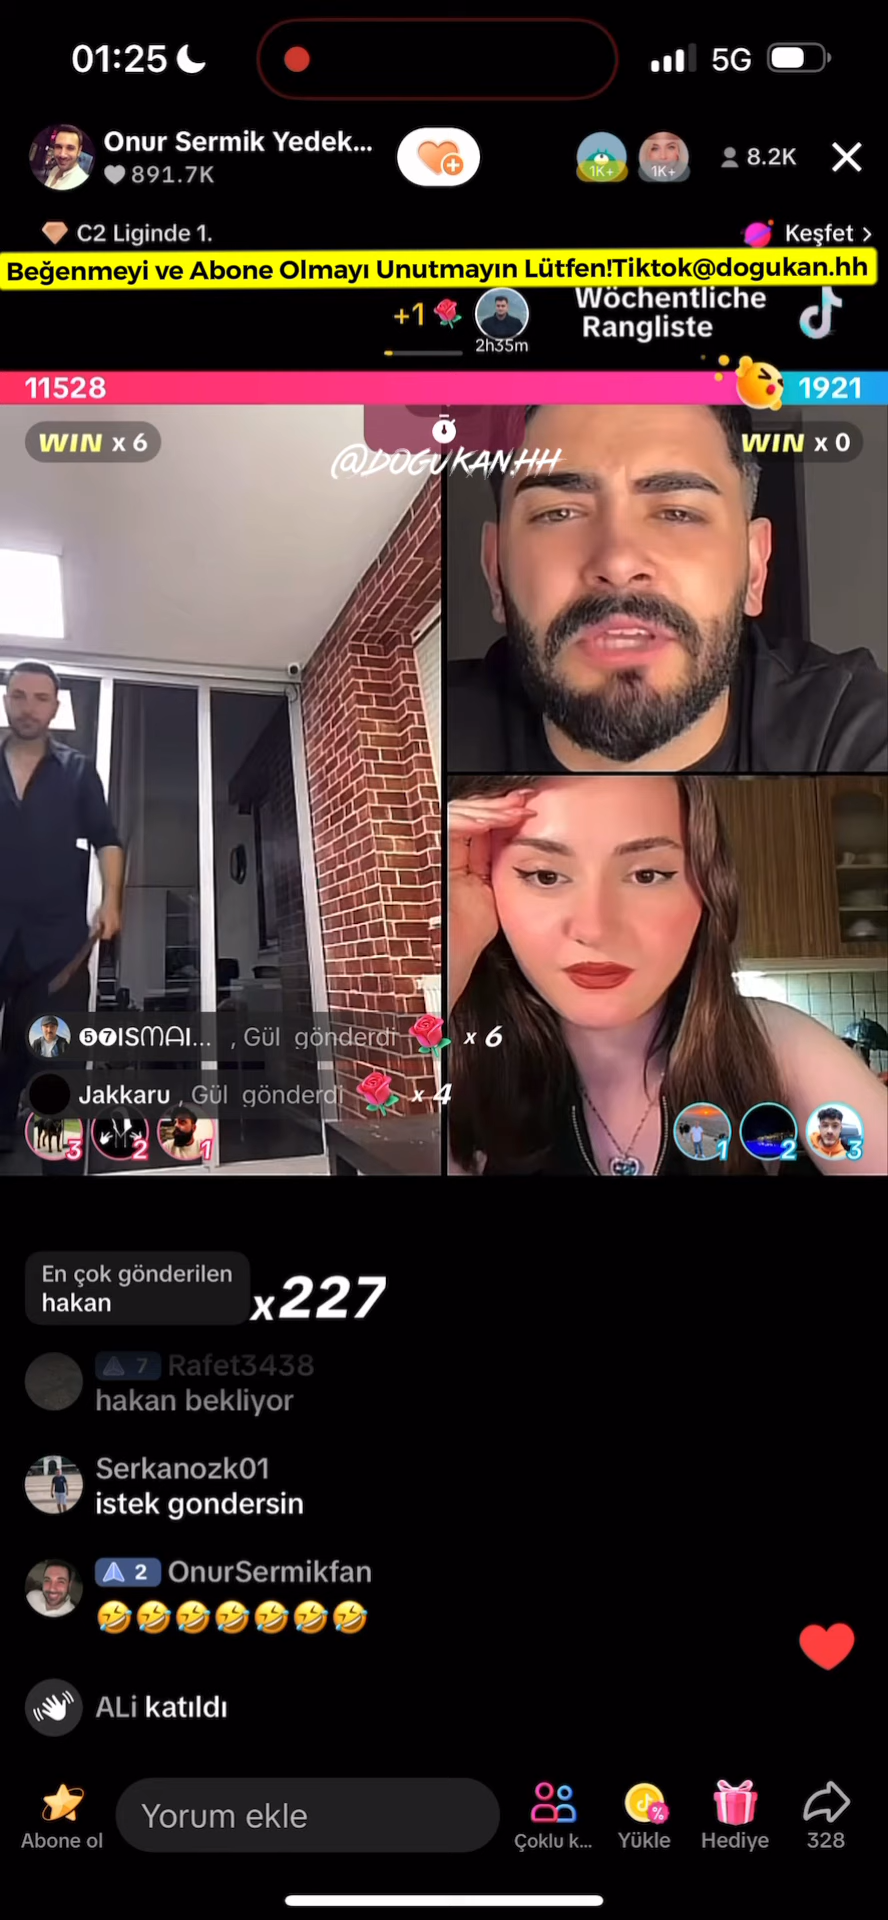 01:25
5G
Onur Sermik Yedek...
891.7K
1K+
1K+
8.2K
C2 Liginde 1.
Keşfet >
Beğenmeyi ve Abone Olmayı Unutmayın Lütfen!Tiktok@dogukan.hh
+1
2h35m
Wöchentliche
Rangliste
11528
1921
WIN x 6
WIN x 0
@DOGUKAN.HH
57ISMAI... , Gül gönderdi x 6
Jakkaru , Gül gönderdi x 4
3
2
1
1
2
3
En çok gönderilen
hakan
x227
7 Rafet3438
hakan bekliyor
Serkanozk01
istek gondersin
2 OnurSermikfan
🤣🤣🤣🤣🤣🤣🤣
ALi katıldı
Yorum ekle
Abone ol
Çoklu k...
Yükle
Hediye
328